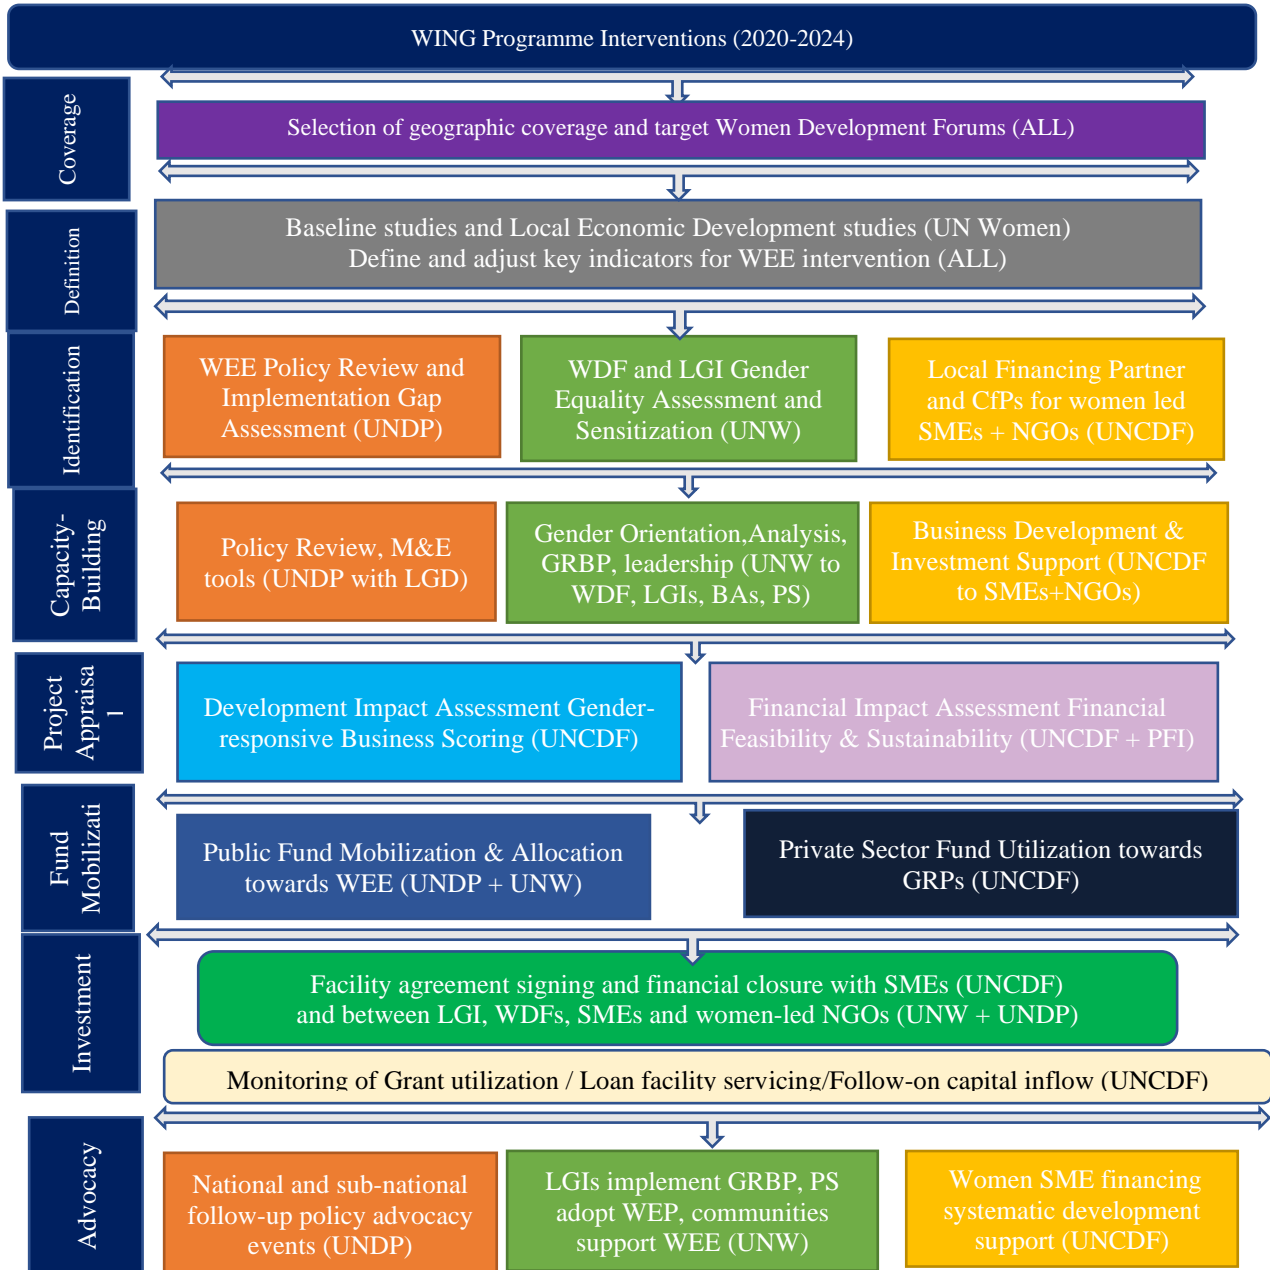 WING Programme Interventions (2020-2024)
Coverage
Selection of geographic coverage and target Women Development Forums (ALL)
Definition
Baseline studies and Local Economic Development studies (UN Women)
Define and adjust key indicators for WEE intervention (ALL)
Identification
WEE Policy Review and
Implementation Gap
Assessment (UNDP)
WDF and LGI Gender
Equality Assessment and
Sensitization (UNW)
Local Financing Partner
and CfPs for women led
SMEs + NGOs (UNCDF)
Capacity-
Building
Policy Review, M&E
tools (UNDP with LGD)
Gender Orientation,Analysis,
GRBP, leadership (UNW to
WDF, LGIs, BAs, PS)
Business Development &
Investment Support (UNCDF
to SMEs+NGOs)
Project
Appraisa
l
Development Impact Assessment Gender-
responsive Business Scoring (UNCDF)
Financial Impact Assessment Financial
Feasibility & Sustainability (UNCDF + PFI)
Fund
Mobilizati
Public Fund Mobilization & Allocation
towards WEE (UNDP + UNW)
Private Sector Fund Utilization towards
GRPs (UNCDF)
Investment
Facility agreement signing and financial closure with SMEs (UNCDF)
and between LGI, WDFs, SMEs and women-led NGOs (UNW + UNDP)
Monitoring of Grant utilization / Loan facility servicing/Follow-on capital inflow (UNCDF)
Advocacy
National and sub-national
follow-up policy advocacy
events (UNDP)
LGIs implement GRBP, PS
adopt WEP, communities
support WEE (UNW)
Women SME financing
systematic development
support (UNCDF)